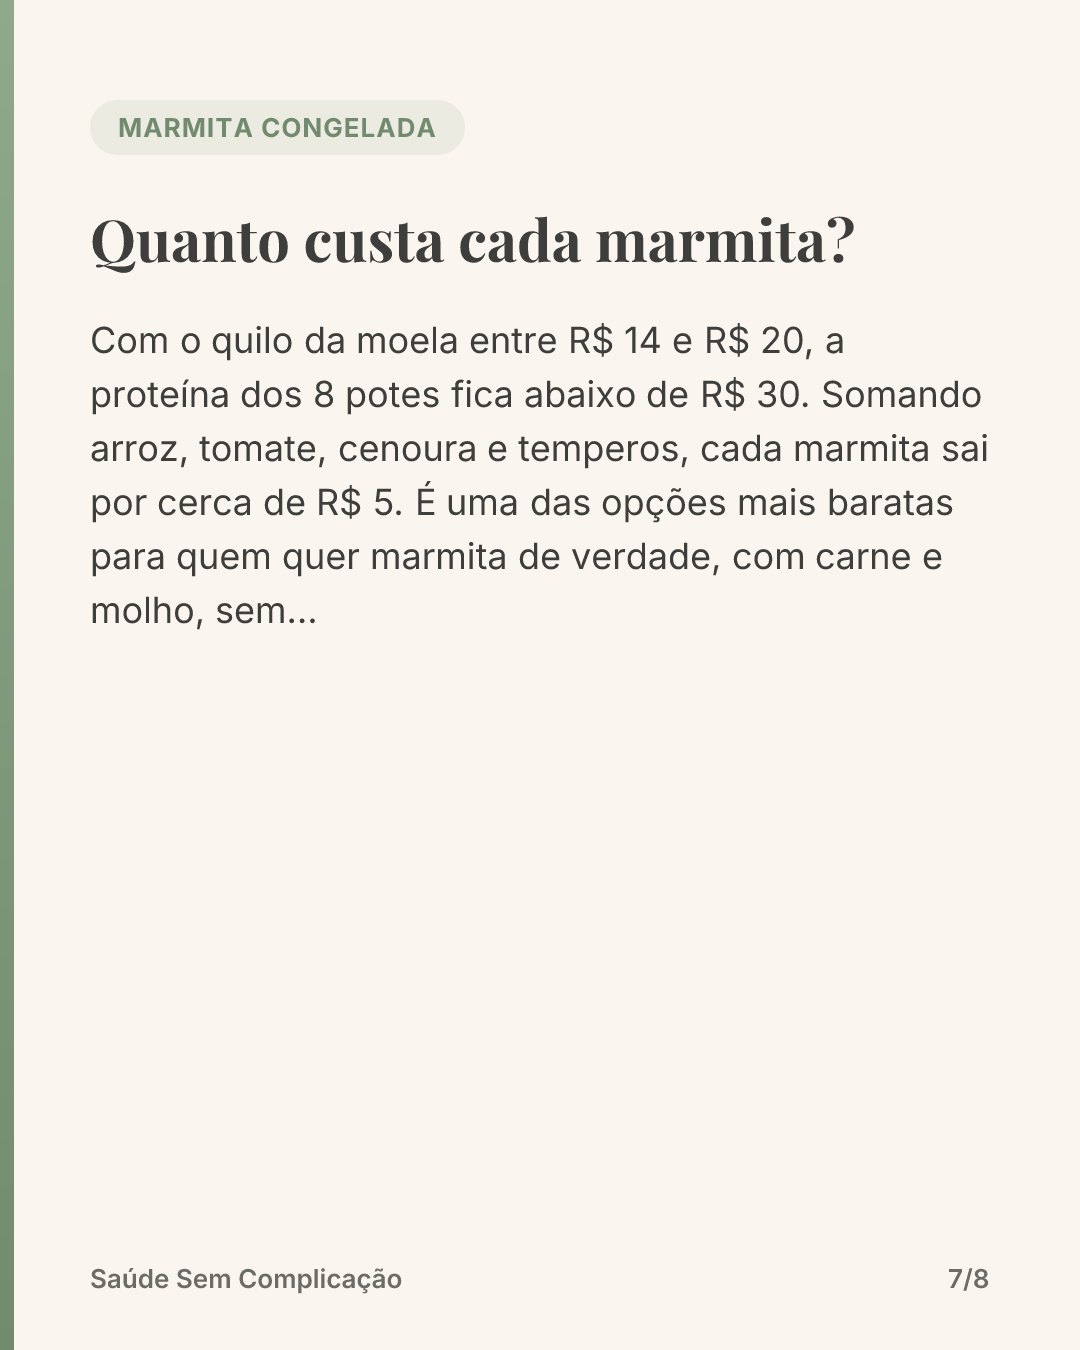 MARMITA CONGELADA
Quanto custa cada marmita?
Com o quilo da moela entre R$ 14 e R$ 20, a
proteína dos 8 potes fica abaixo de R$ 30. Somando
arroz, tomate, cenoura e temperos, cada marmita sai
por cerca de R$ 5. É uma das opções mais baratas
para quem quer marmita de verdade, com carne e
molho, sem...
Saúde Sem Complicação
7/8